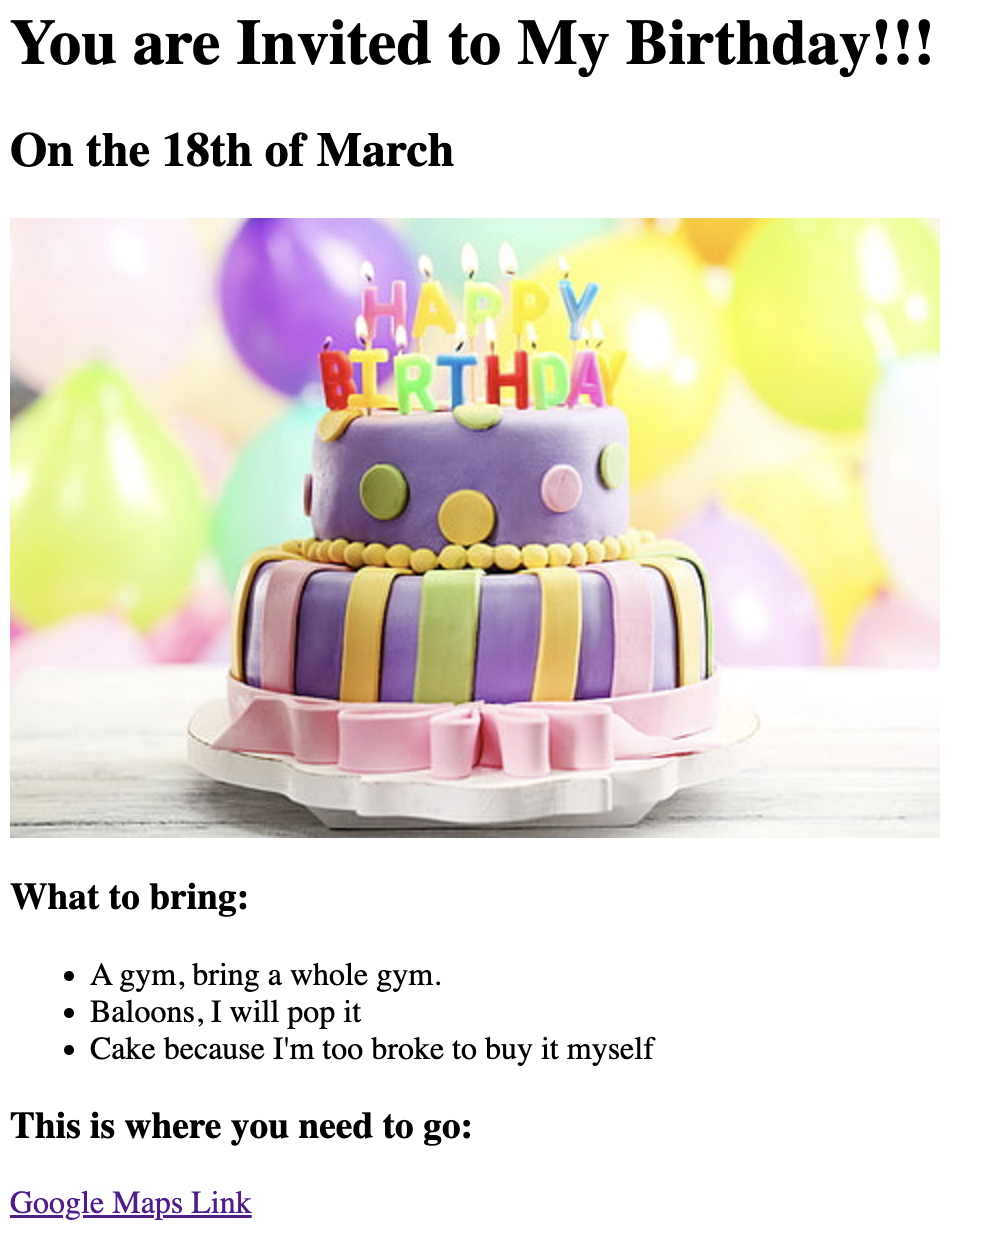 You are Invited to My Birthday!!!
On the 18th of March
HAPPY
BIRTHDAY
What to bring:
A gym, bring a whole gym.
Baloons, I will pop it
Cake because I'm too broke to buy it myself
This is where you need to go:
Google Maps Link